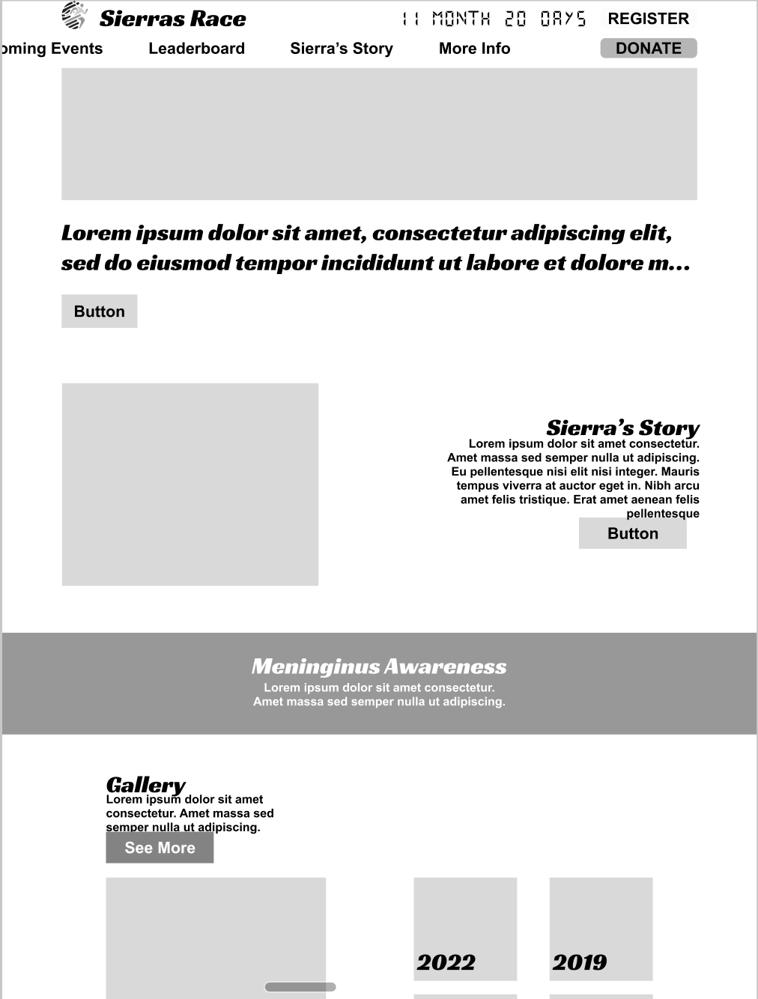 Sierras Race
11 MONTH 20 DAYS
REGISTER
oming Events
Leaderboard
Sierra’s Story
More Info
DONATE
Lorem ipsum dolor sit amet, consectetur adipiscing elit,
sed do eiusmod tempor incididunt ut labore et dolore m...
Button
Sierra’s Story
Lorem ipsum dolor sit amet consectetur.
Amet massa sed semper nulla ut adipiscing.
Eu pellentesque nisi elit nisi integer. Mauris
tempus viverra at auctor eget in. Nibh arcu
amet felis tristique. Erat amet aenean felis
pellentesque
Button
Meninginus Awareness
Lorem ipsum dolor sit amet consectetur.
Amet massa sed semper nulla ut adipiscing.
Gallery
Lorem ipsum dolor sit amet
consectetur. Amet massa sed
semper nulla ut adipiscing.
See More
2022
2019